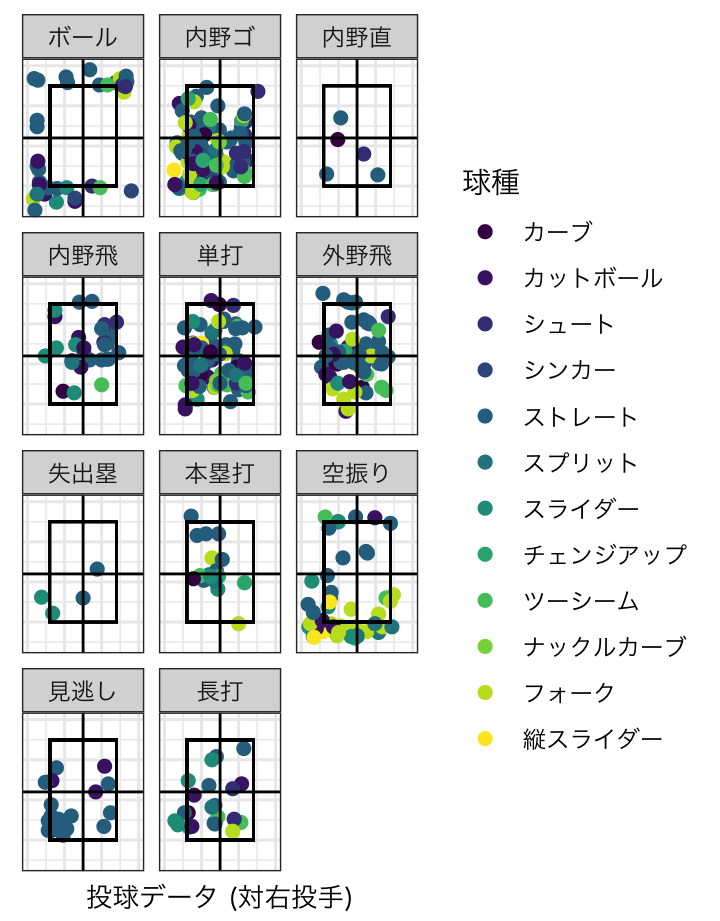 ボール
内野ゴ
内野直
内野飛
単打
外野飛
失出塁
本塁打
空振り
見逃し
長打
投球データ (対右投手)
球種
カーブ
カットボール
シュート
シンカー
ストレート
スプリット
スライダー
チェンジアップ
ツーシーム
ナックルカーブ
フォーク
縦スライダー